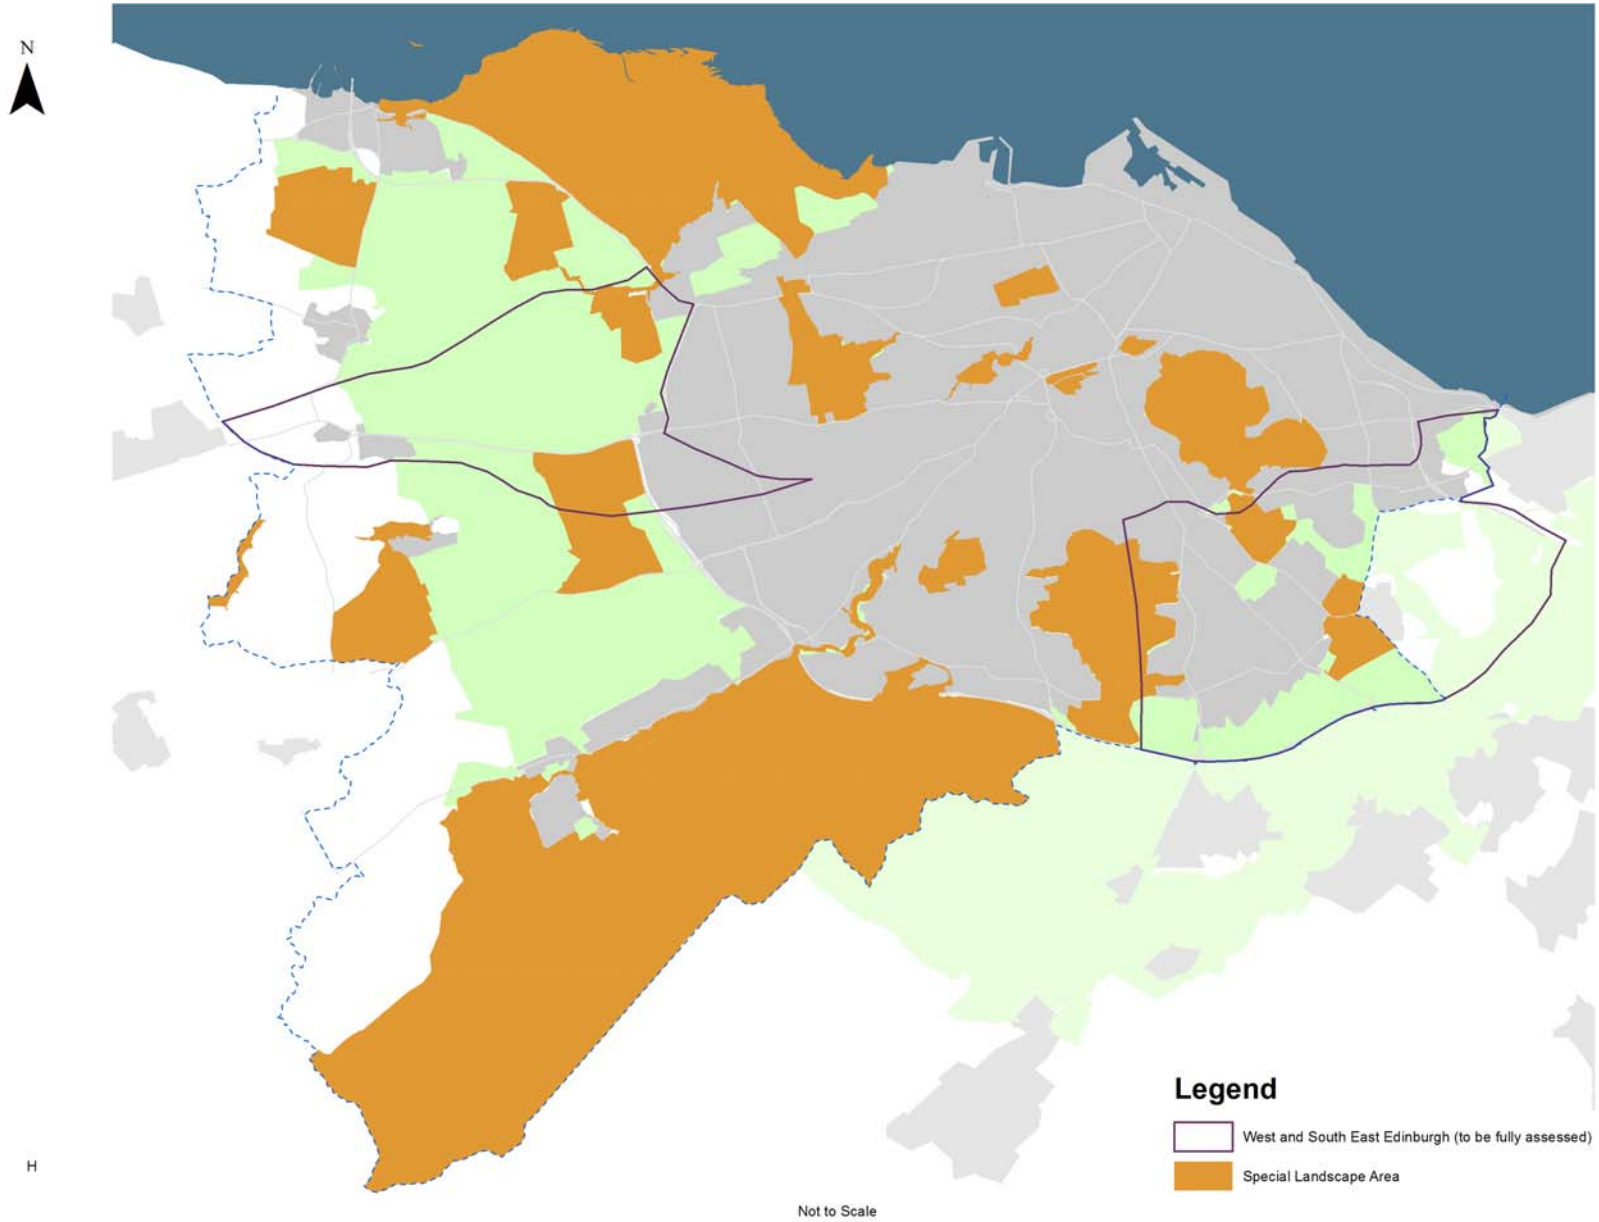 N
Legend
West and South East Edinburgh (to be fully assessed)
Special Landscape Area
H
Not to Scale